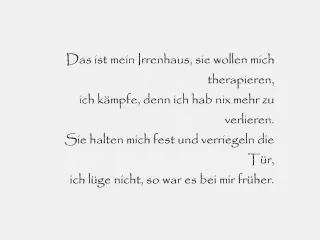 Das ist mein Irrenhaus, sie wollen mich
therapieren,
ich kämpfe, denn ich hab nix mehr zu
verlieren.
Sie halten mich fest und verriegeln die
Tür,
ich lüge nicht, so war es bei mir früher.